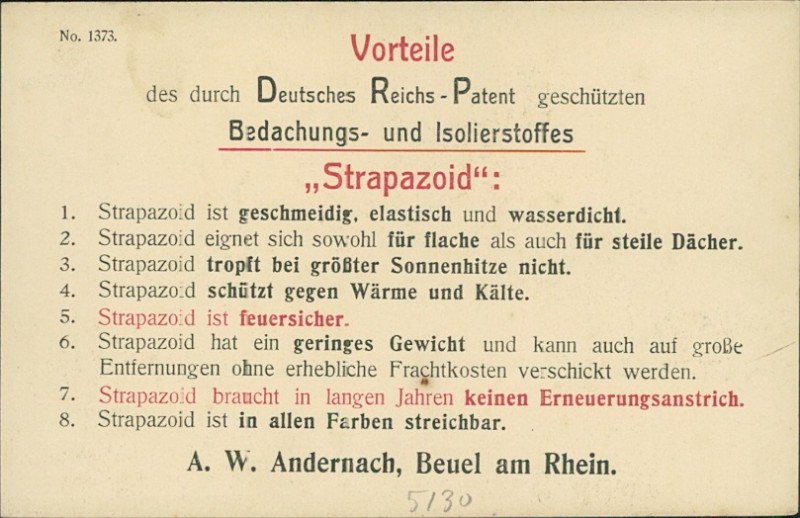 No. 1373.
Vorteile
des durch Deutsches Reichs-Patent geschützten
Bedachungs- und Isolierstoffes
„Strapazoid“:
1. Strapazoid ist geschmeidig, elastisch und wasserdicht.
2. Strapazoid eignet sich sowohl für flache als auch für steile Dächer.
3. Strapazoid tropft bei größter Sonnenhitze nicht.
4. Strapazoid schützt gegen Wärme und Kälte.
5. Strapazoid ist feuersicher.
6. Strapazoid hat ein geringes Gewicht und kann auch auf große
Entfernungen ohne erhebliche Frachtkosten verschickt werden.
7. Strapazoid braucht in langen Jahren keinen Erneuerungsanstrich.
8. Strapazoid ist in allen Farben streichbar.
A. W. Andernach, Beuel am Rhein.
5130